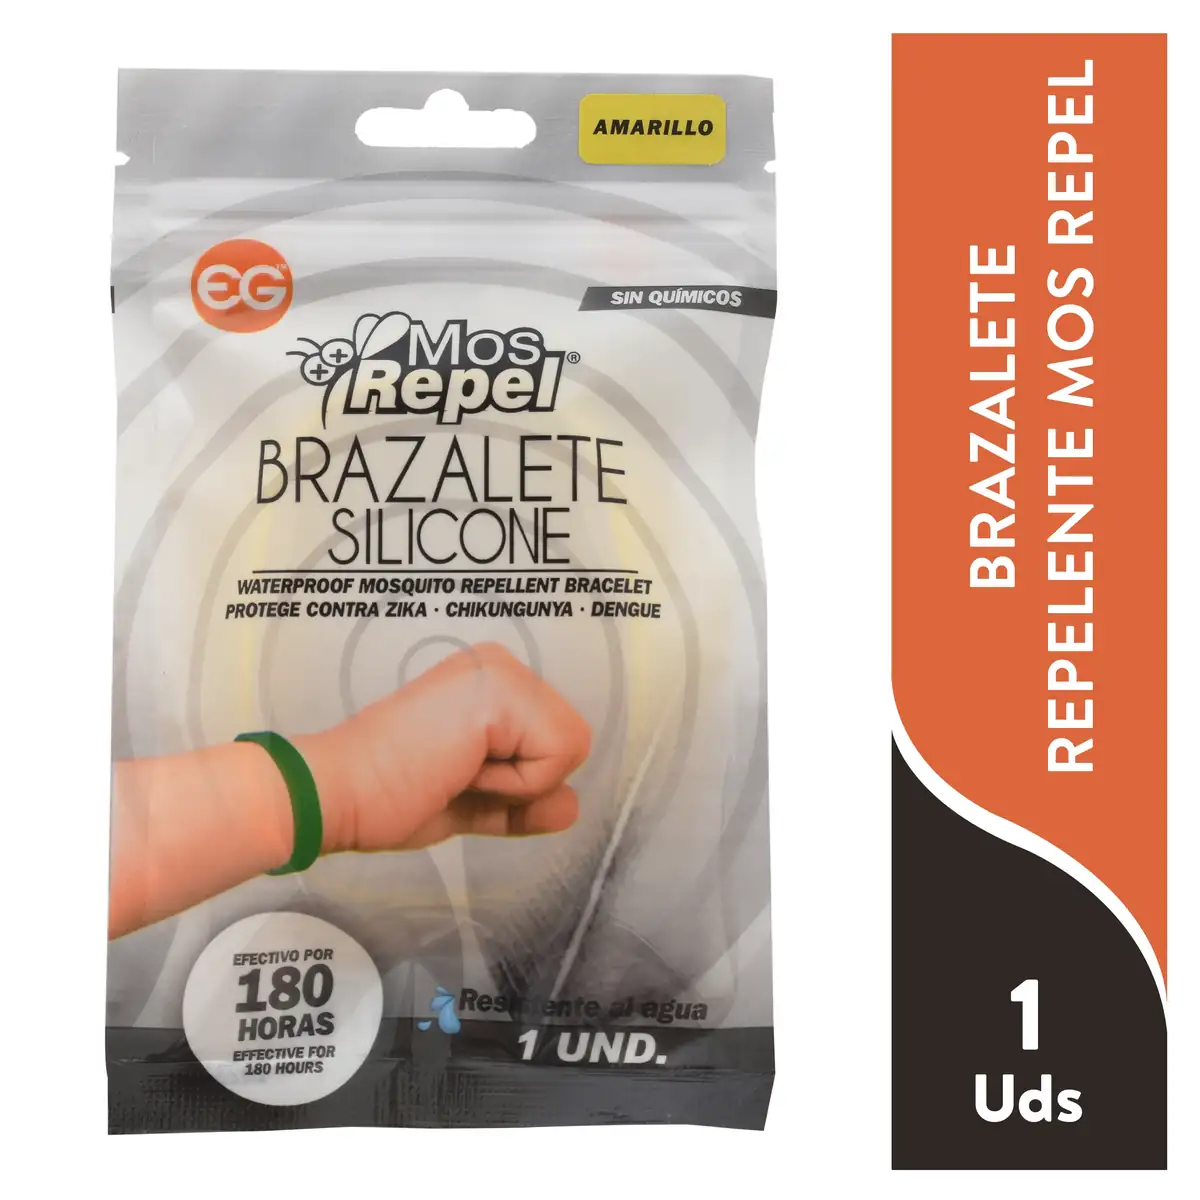 AMARILLO
EG™
SIN QUÍMICOS
Mos
Repel®
BRAZALETE
SILICONE
WATERPROOF MOSQUITO REPELLENT BRACELET
PROTEGE CONTRA ZIKA · CHIKUNGUNYA · DENGUE
EFECTIVO POR
180
HORAS
EFFECTIVE FOR
180 HOURS
Resistente al agua
1 UND.
BRAZALETE
REPELENTE MOS REPEL
1
Uds